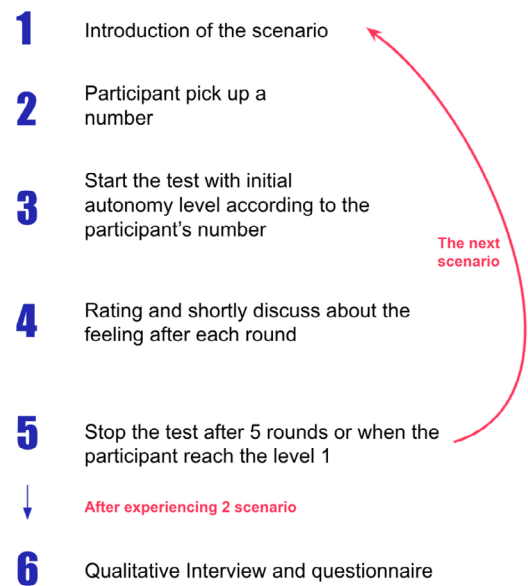 1 Introduction of the scenario
2 Participant pick up a
number
3 Start the test with initial
autonomy level according to the
participant's number
The next
scenario
4 Rating and shortly discuss about the
feeling after each round
5 Stop the test after 5 rounds or when the
participant reach the level 1
After experiencing 2 scenario
6 Qualitative Interview and questionnaire